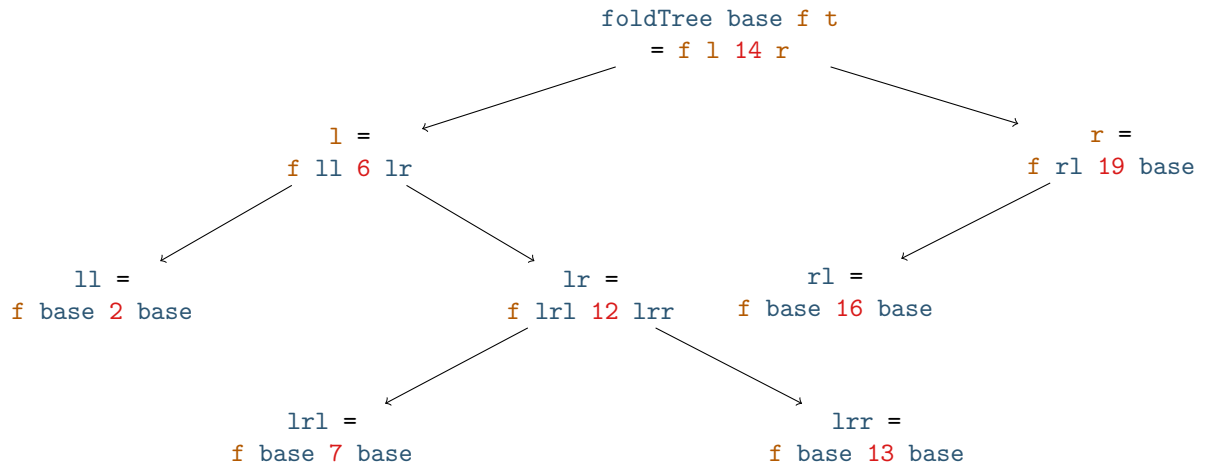 foldTree base f t
= f l 14 r
l =
f ll 6 lr
r =
f rl 19 base
ll =
f base 2 base
lr =
f lrl 12 lrr
rl =
f base 16 base
lrl =
f base 7 base
lrr =
f base 13 base